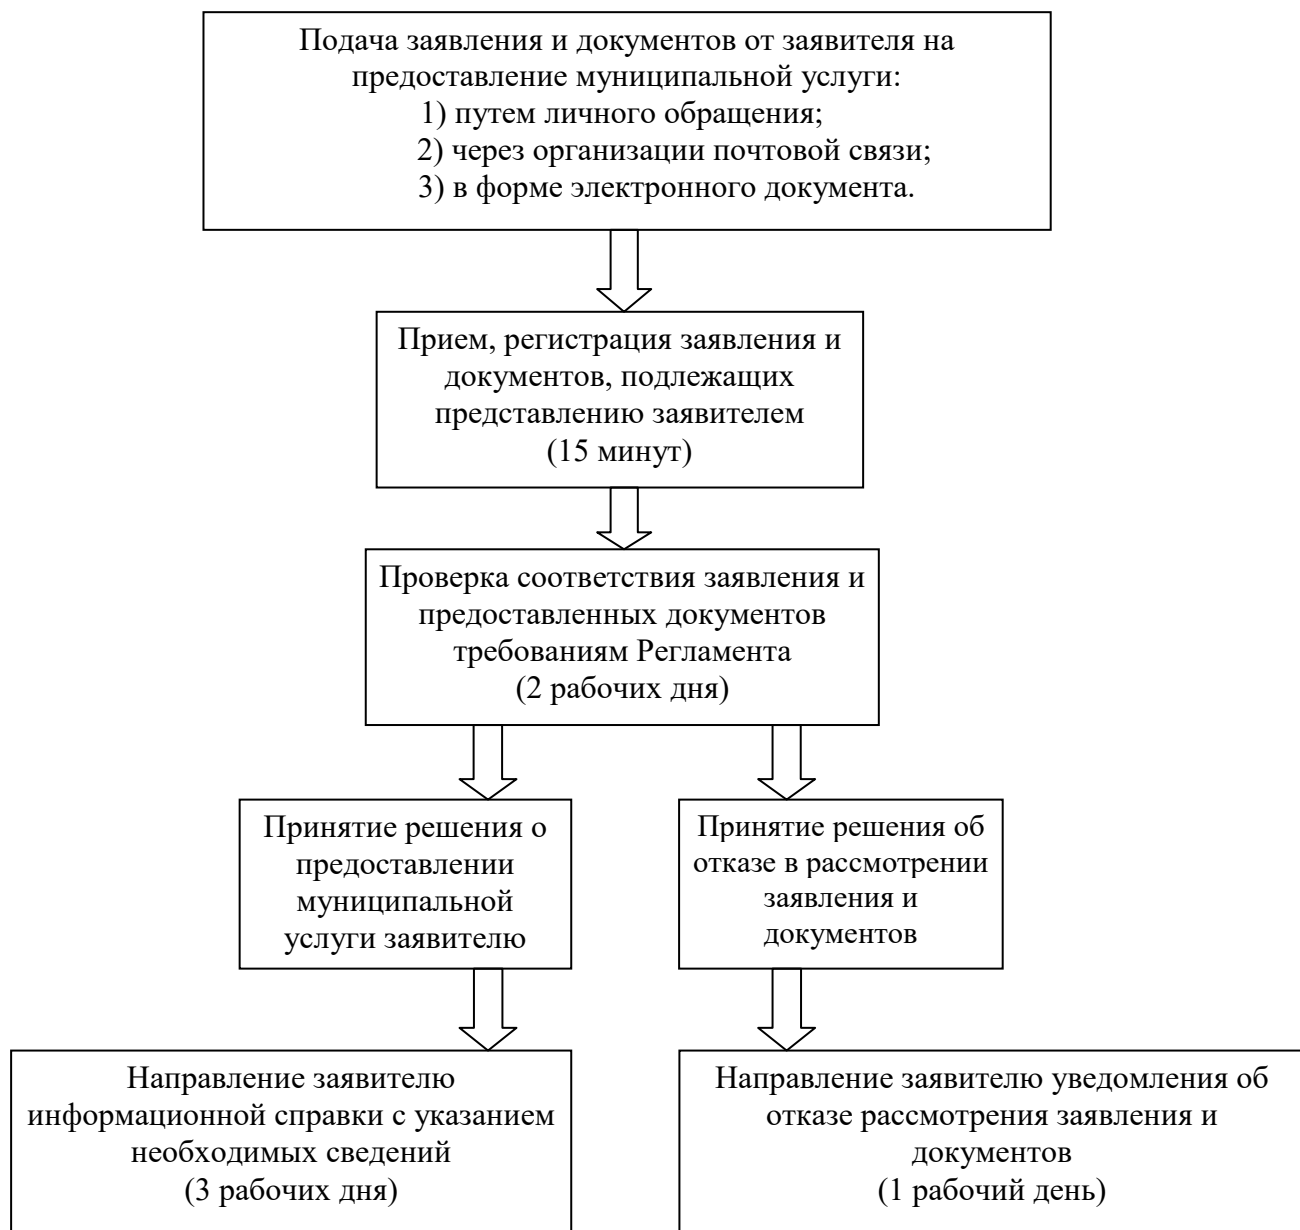 Подача заявления и документов от заявителя на
предоставление муниципальной услуги:
1) путем личного обращения;
2) через организации почтовой связи;
3) в форме электронного документа.
Прием, регистрация заявления и
документов, подлежащих
представлению заявителем
(15 минут)
Проверка соответствия заявления и
предоставленных документов
требованиям Регламента
(2 рабочих дня)
Принятие решения о
предоставлении
муниципальной
услуги заявителю
Принятие решения об
отказе в рассмотрении
заявления и
документов
Направление заявителю
информационной справки с указанием
необходимых сведений
(3 рабочих дня)
Направление заявителю уведомления об
отказе рассмотрения заявления и
документов
(1 рабочий день)